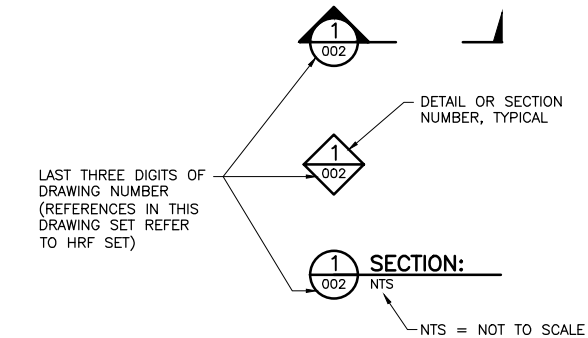 1
002
DETAIL OR SECTION
NUMBER, TYPICAL
1
002
LAST THREE DIGITS OF
DRAWING NUMBER
(REFERENCES IN THIS
DRAWING SET REFER
TO HRF SET)
1
002
SECTION:
NTS
NTS = NOT TO SCALE